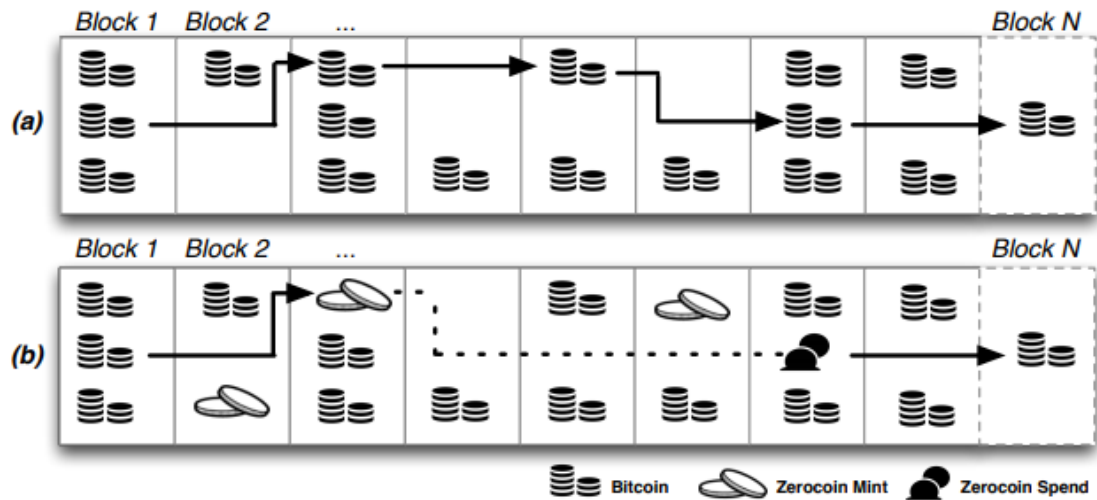 Block 1 Block 2 ... Block N
(a)
Block 1 Block 2 ... Block N
(b)
Bitcoin Zerocoin Mint Zerocoin Spend